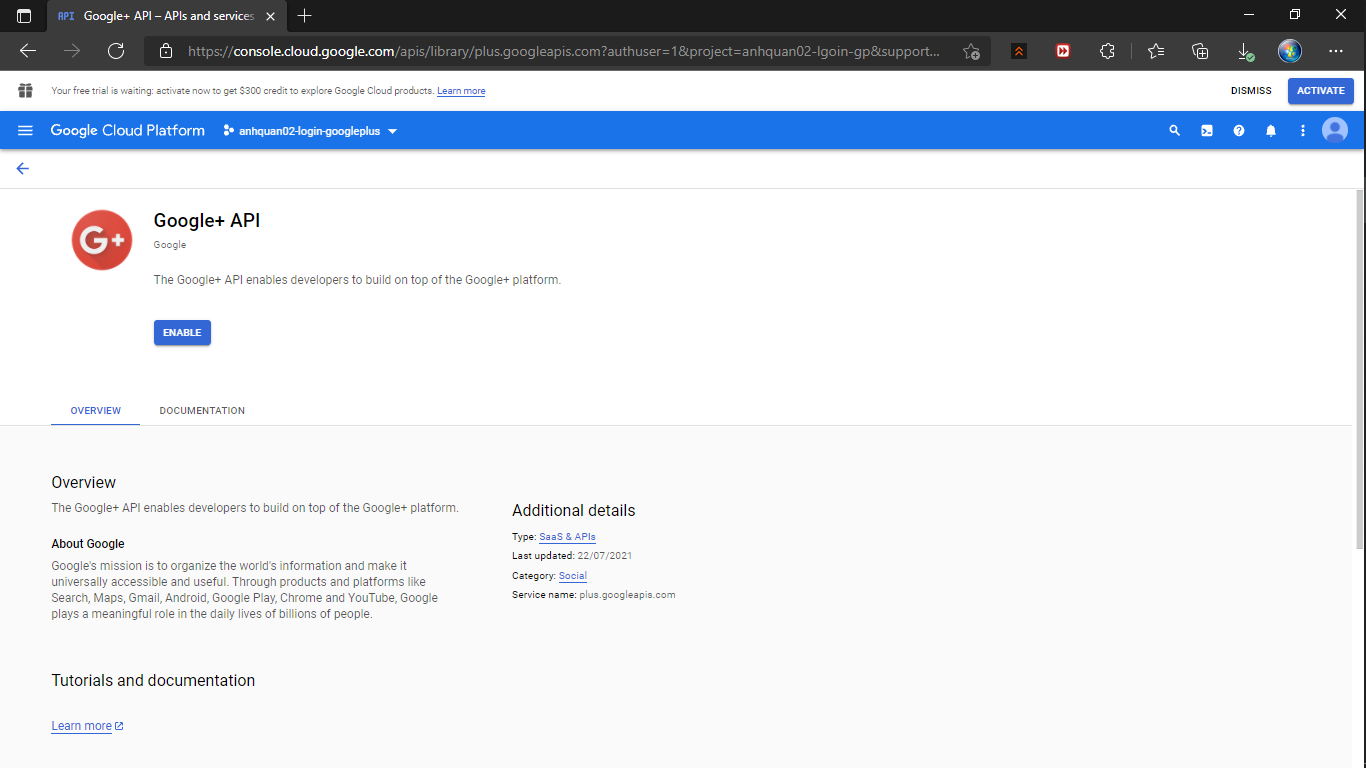 API Google+ API – APIs and services
https://console.cloud.google.com/apis/library/plus.googleapis.com?authuser=1&project=anhquan02-lgoin-gp&support...
Your free trial is waiting: activate now to get $300 credit to explore Google Cloud products. Learn more
DISMISS
ACTIVATE
Google Cloud Platform
anhquan02-login-googleplus
G+
Google+ API
Google
The Google+ API enables developers to build on top of the Google+ platform.
ENABLE
OVERVIEW
DOCUMENTATION
Overview
The Google+ API enables developers to build on top of the Google+ platform.
About Google
Google's mission is to organize the world's information and make it
universally accessible and useful. Through products and platforms like
Search, Maps, Gmail, Android, Google Play, Chrome and YouTube, Google
plays a meaningful role in the daily lives of billions of people.
Additional details
Type: SaaS & APIs
Last updated: 22/07/2021
Category: Social
Service name: plus.googleapis.com
Tutorials and documentation
Learn more